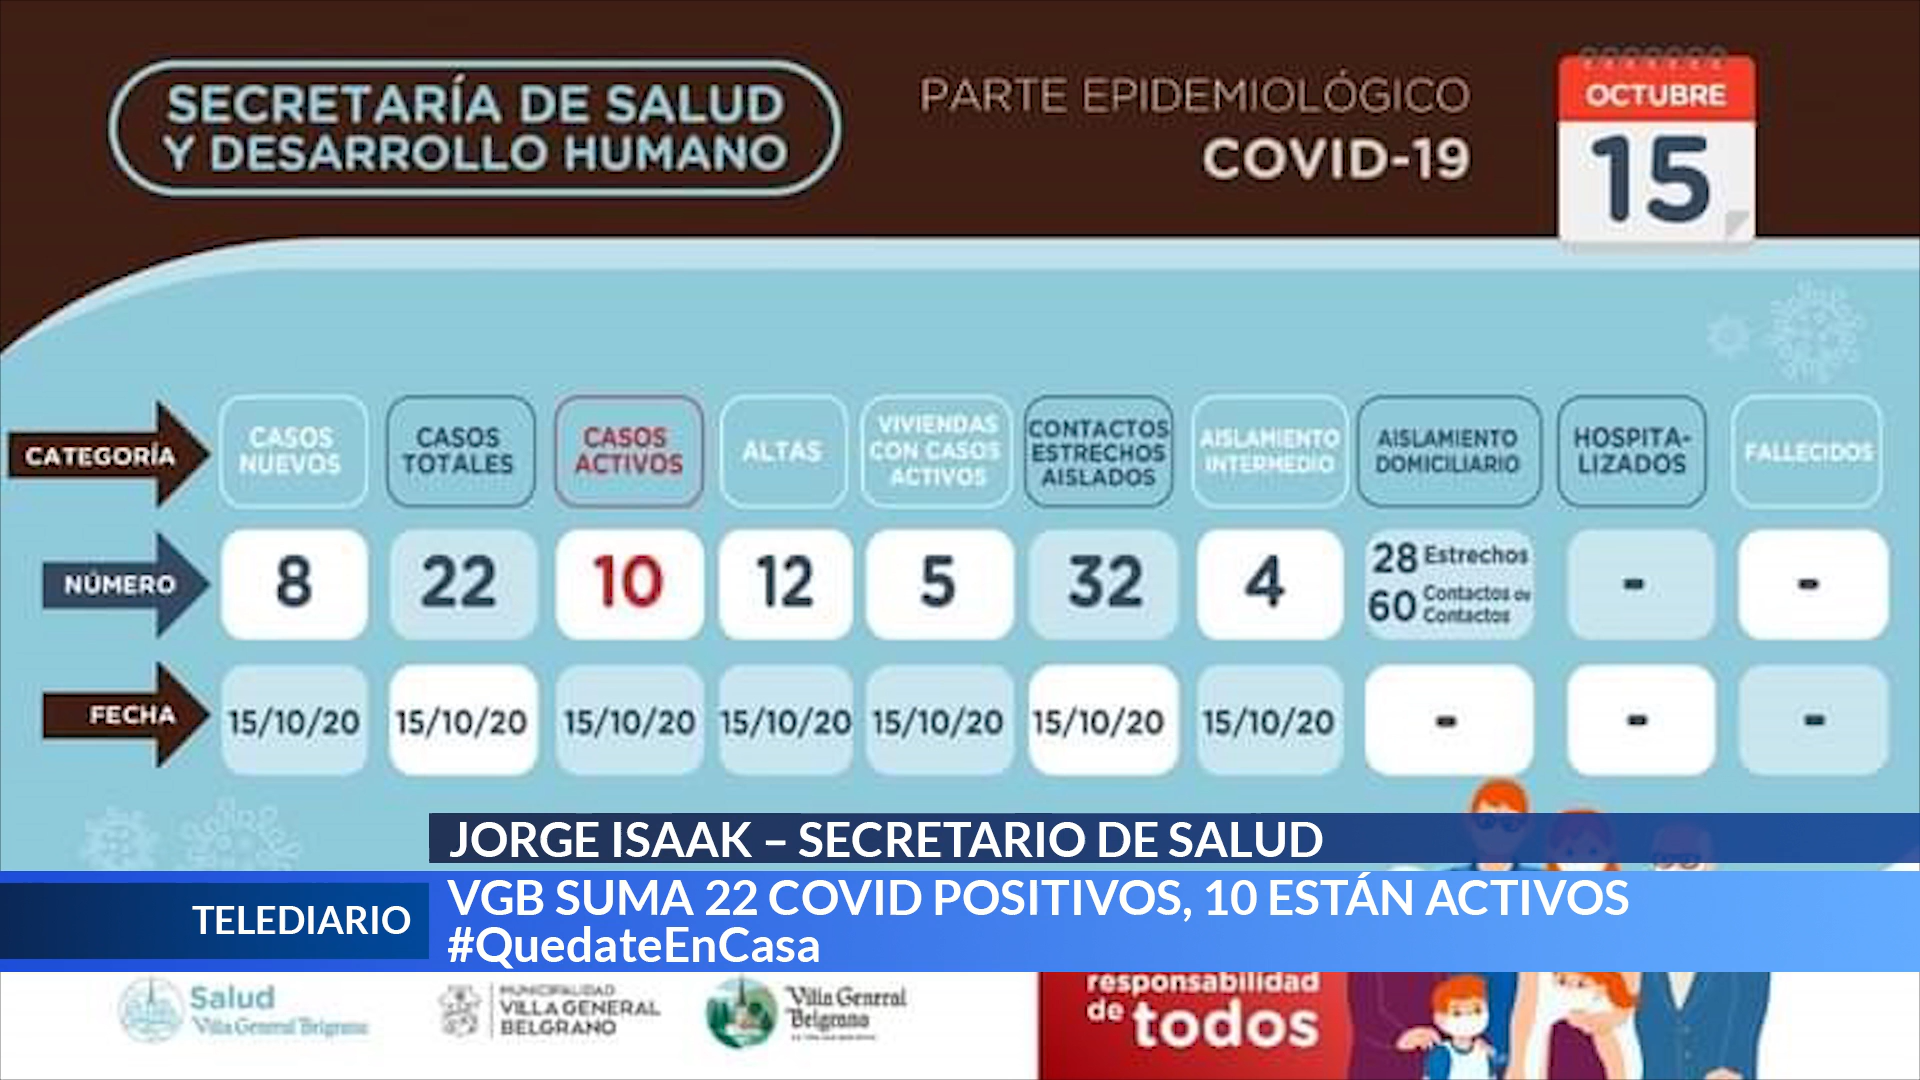 SECRETARÍA DE SALUD
Y DESARROLLO HUMANO
PARTE EPIDEMIOLÓGICO
COVID-19
OCTUBRE
15
CATEGORÍA
CASOS
NUEVOS
CASOS
TOTALES
CASOS
ACTIVOS
ALTAS
VIVIENDAS
CON CASOS
ACTIVOS
CONTACTOS
ESTRECHOS
AISLADOS
AISLAMIENTO
INTERMEDIO
AISLAMIENTO
DOMICILIARIO
HOSPITA-
LIZADOS
FALLECIDOS
NÚMERO
8
22
10
12
5
32
4
28 Estrechos
60 Contactos de
Contactos
-
-
FECHA
15/10/20
15/10/20
15/10/20
15/10/20
15/10/20
15/10/20
15/10/20
-
-
-
JORGE ISAAK – SECRETARIO DE SALUD
TELEDIARIO
VGB SUMA 22 COVID POSITIVOS, 10 ESTÁN ACTIVOS
#QuedateEnCasa
Salud
Villa General Belgrano
MUNICIPALIDAD
VILLA GENERAL
BELGRANO
Villa General
Belgrano
responsabilidad
de todos